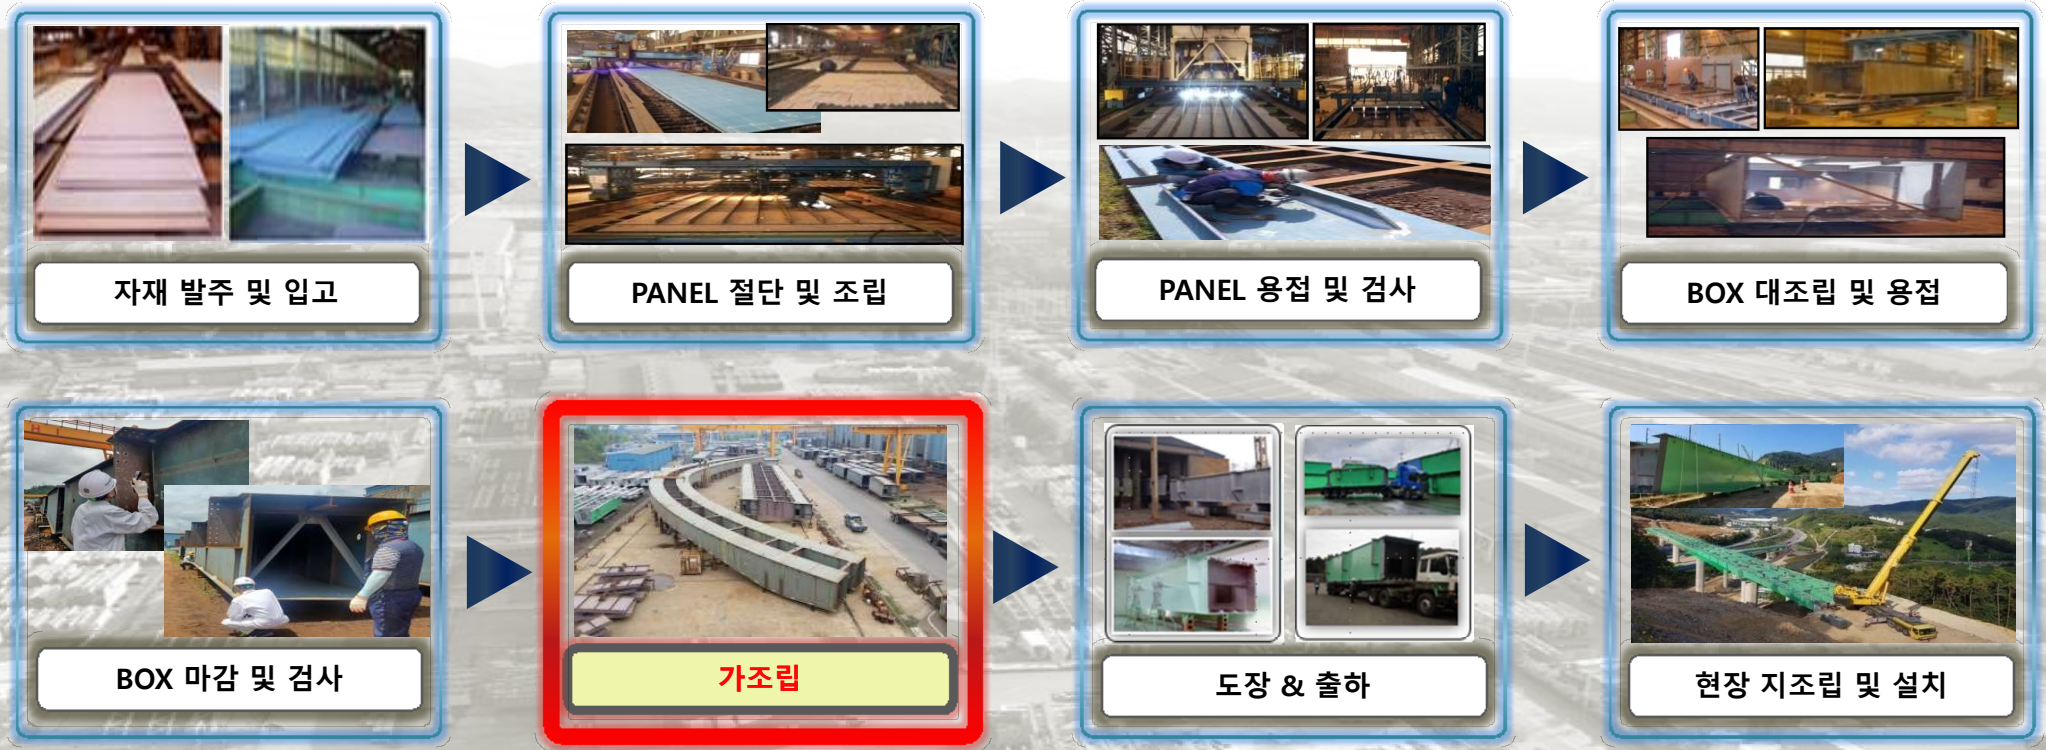 자재 발주 및 입고
PANEL 절단 및 조립
PANEL 용접 및 검사
BOX 대조립 및 용접
BOX 마감 및 검사
가조립
도장 & 출하
현장 지조립 및 설치